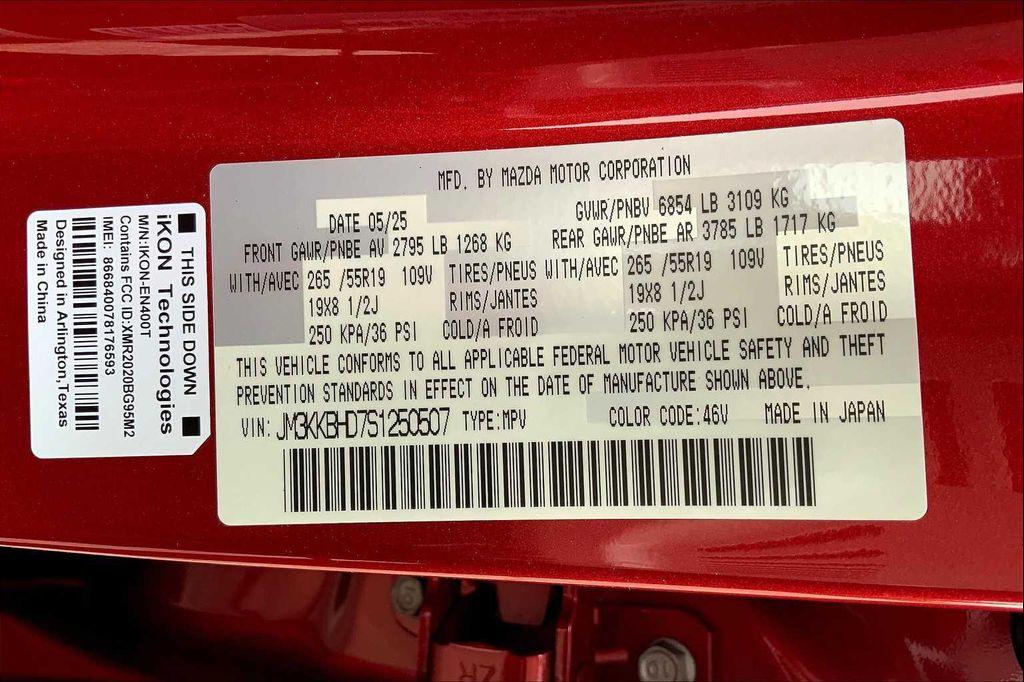 MFD. BY MAZDA MOTOR CORPORATION
DATE 05/25 GVWR/PNBV 6854 LB 3109 KG
FRONT GAWR/PNBE AV 2795 LB 1268 KG REAR GAWR/PNBE AR 3785 LB 1717 KG
WITH/AVEC 265 /55R19 109V TIRES/PNEUS WITH/AVEC 265 /55R19 109V TIRES/PNEUS
19X8 1/2J RIMS/JANTES 19X8 1/2J RIMS/JANTES
250 KPA/36 PSI COLD/A FROID 250 KPA/36 PSI COLD/A FROID
THIS VEHICLE CONFORMS TO ALL APPLICABLE FEDERAL MOTOR VEHICLE SAFETY AND THEFT
PREVENTION STANDARDS IN EFFECT ON THE DATE OF MANUFACTURE SHOWN ABOVE.
VIN: JM3KKBHD7S1250507 TYPE:MPV COLOR CODE:46V MADE IN JAPAN
THIS SIDE DOWN
iKON Technologies
M/N:IKON-EN400T
Contains FCC ID:XMR2020BG95M2
IMEI: 866840078176593
Designed in Arlington,Texas
Made in China